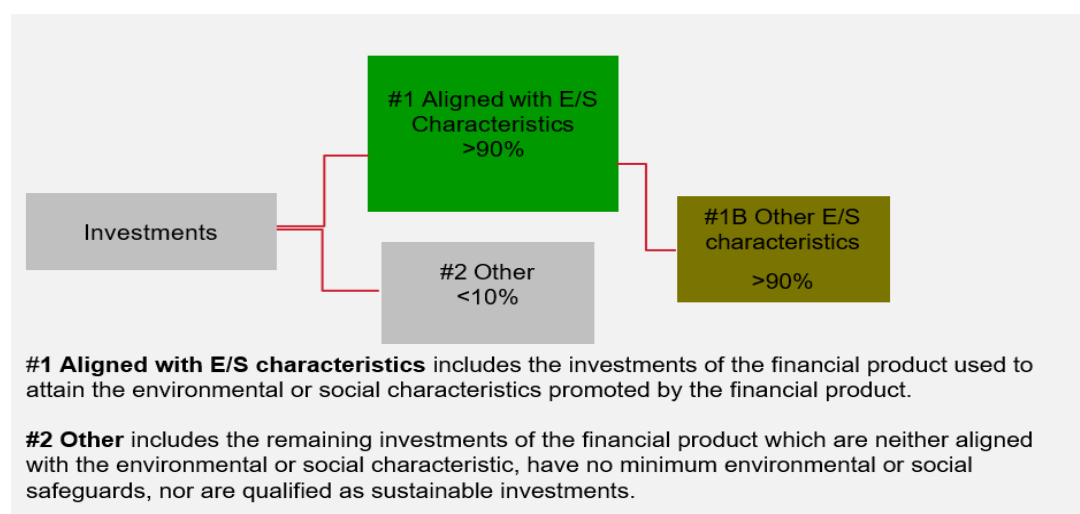 #1 Aligned with E/S
Characteristics
>90%
Investments
#1B Other E/S
characteristics
>90%
#2 Other
<10%
#1 Aligned with E/S characteristics includes the investments of the financial product used to
attain the environmental or social characteristics promoted by the financial product.
#2 Other includes the remaining investments of the financial product which are neither aligned
with the environmental or social characteristic, have no minimum environmental or social
safeguards, nor are qualified as sustainable investments.